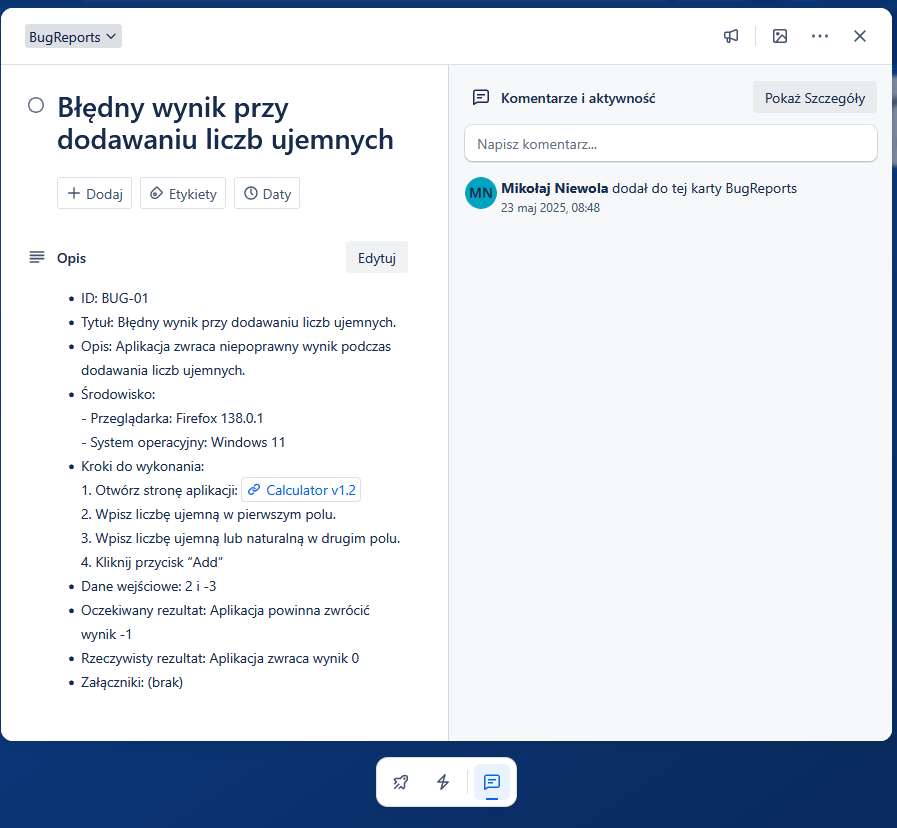 BugReports
Błędny wynik przy
dodawaniu liczb ujemnych
Dodaj
Etykiety
Daty
Opis
Edytuj
ID: BUG-01
Tytuł: Błędny wynik przy dodawaniu liczb ujemnych.
Opis: Aplikacja zwraca niepoprawny wynik podczas
dodawania liczb ujemnych.
Środowisko:
- Przeglądarka: Firefox 138.0.1
- System operacyjny: Windows 11
Kroki do wykonania:
1. Otwórz stronę aplikacji: Calculator v1.2
2. Wpisz liczbę ujemną w pierwszym polu.
3. Wpisz liczbę ujemną lub naturalną w drugim polu.
4. Kliknij przycisk “Add”
Dane wejściowe: 2 i -3
Oczekiwany rezultat: Aplikacja powinna zwrócić
wynik -1
Rzeczywisty rezultat: Aplikacja zwraca wynik 0
Załączniki: (brak)
Komentarze i aktywność
Pokaż Szczegóły
Napisz komentarz...
MN
Mikołaj Niewola dodał do tej karty BugReports
23 maj 2025, 08:48